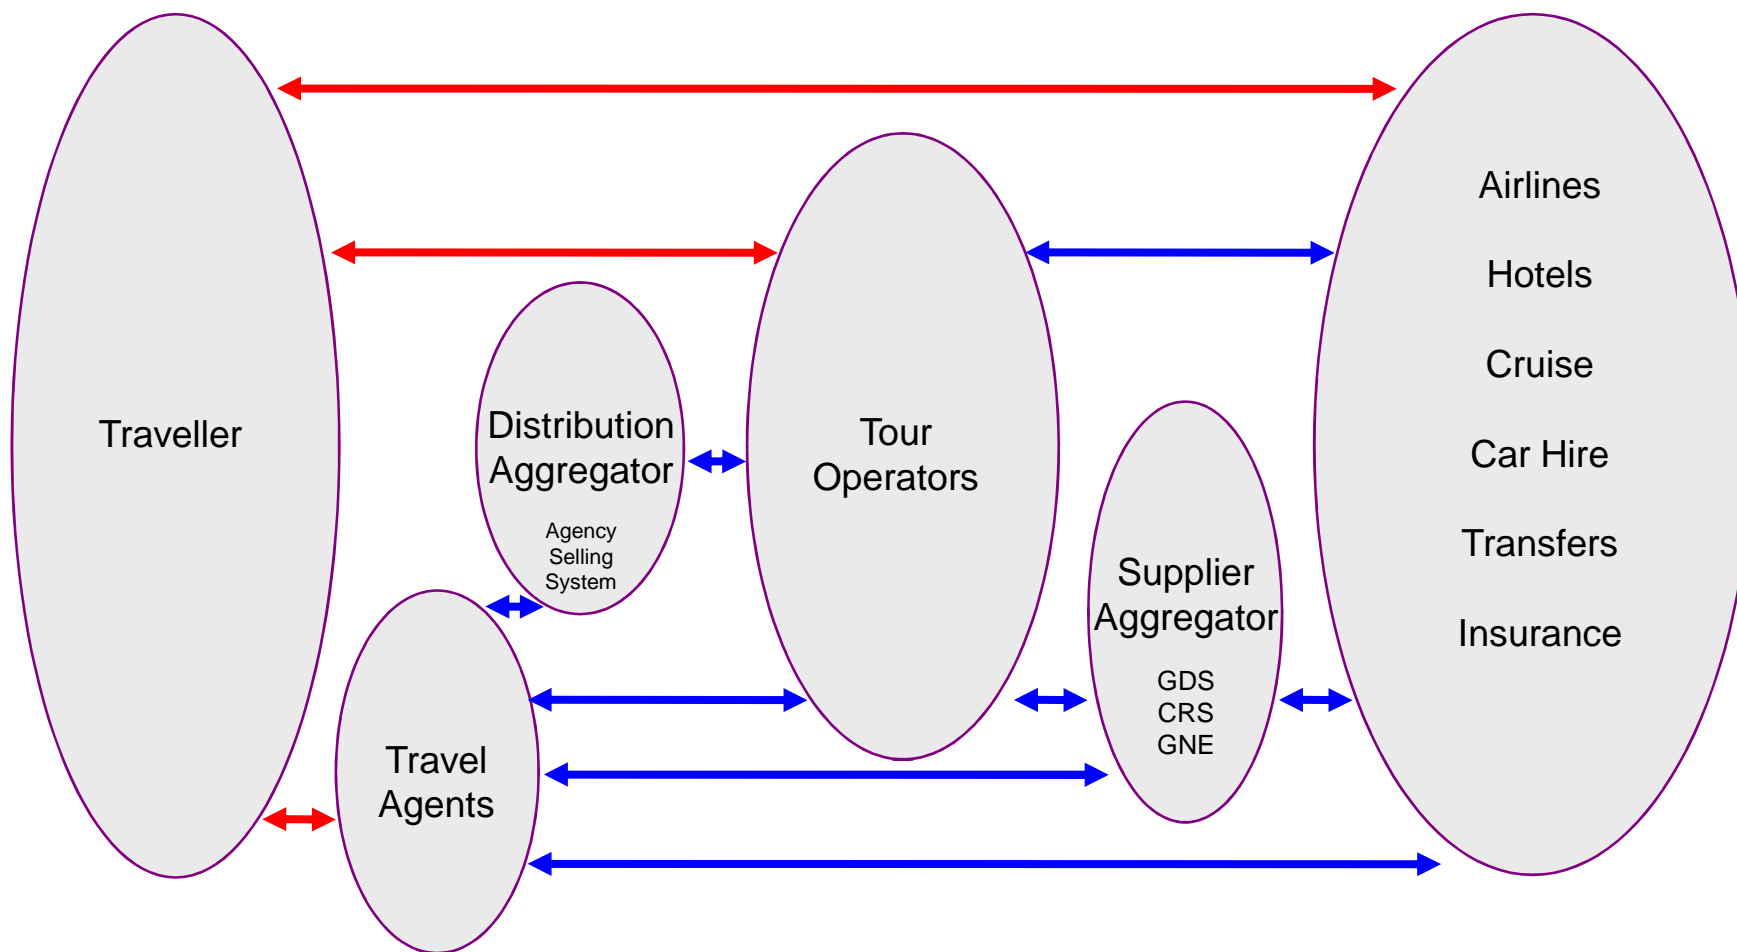 Traveller
Distribution
Aggregator
Agency
Selling
System
Travel
Agents
Tour
Operators
Supplier
Aggregator
GDS
CRS
GNE
Airlines
Hotels
Cruise
Car Hire
Transfers
Insurance